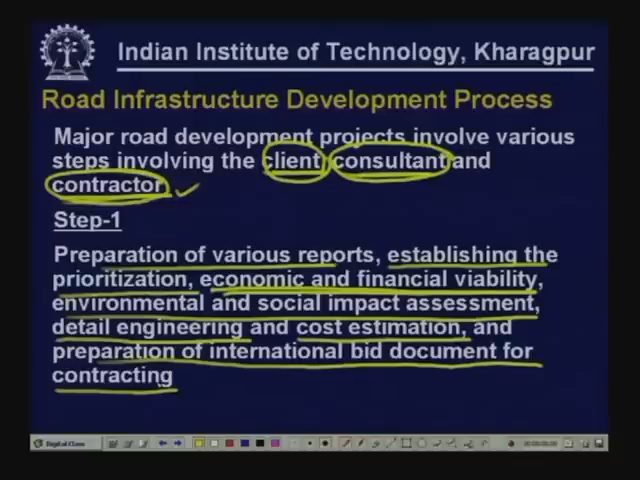 Indian Institute of Technology, Kharagpur
Road Infrastructure Development Process
Major road development projects involve various
steps involving the client, consultant and
contractor
Step-1
Preparation of various reports, establishing the
prioritization, economic and financial viability,
environmental and social impact assessment,
detail engineering and cost estimation, and
preparation of international bid document for
contracting